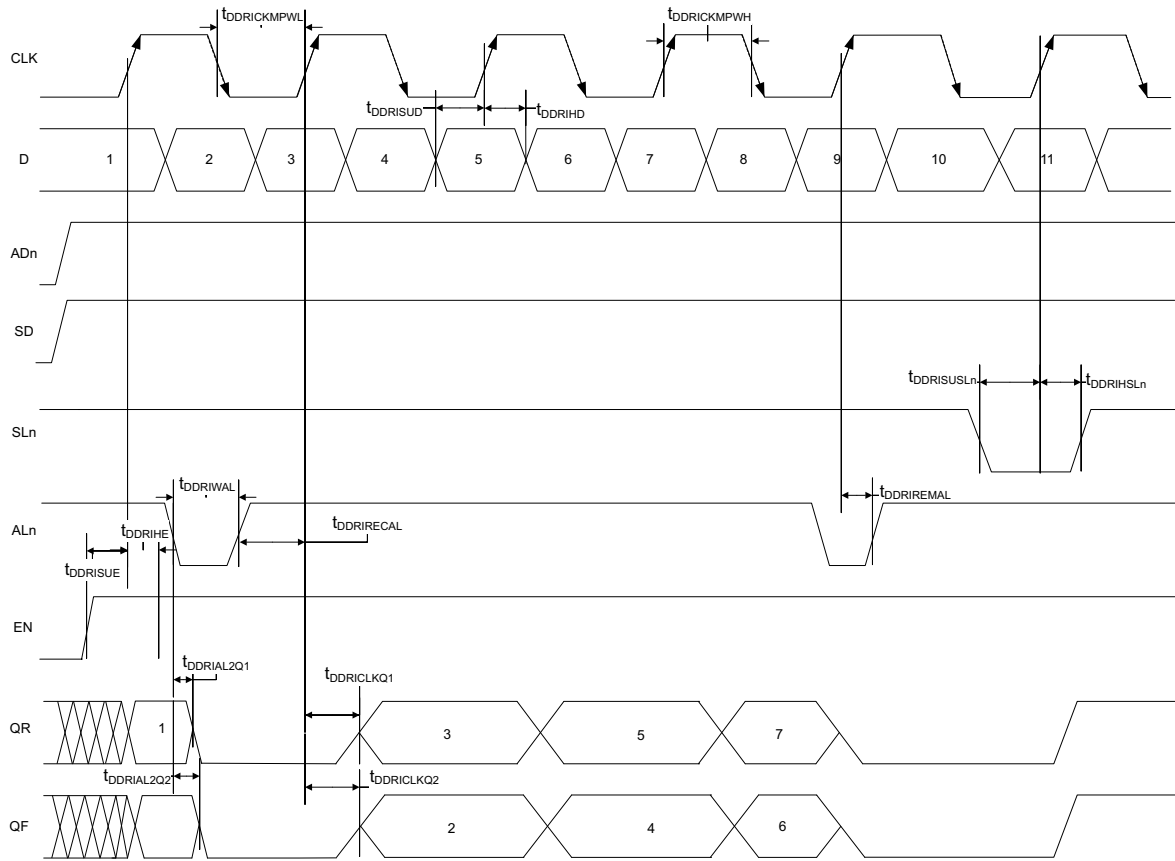 tDDRICKMPWL
tDDRICKMPWH
CLK
tDDRISUD
tDDRIHD
D
1
2
3
4
5
6
7
8
9
10
11
ADn
SD
tDDRISUSLn
tDDRIHSLn
SLn
tDDRIWAL
tDDRIREMAL
ALn
tDDRIHE
tDDRIRECAL
tDDRISUE
EN
tDDRIAL2Q1
tDDRICLKQ1
QR
1
3
5
7
tDDRIAL2Q2
tDDRICLKQ2
QF
2
4
6